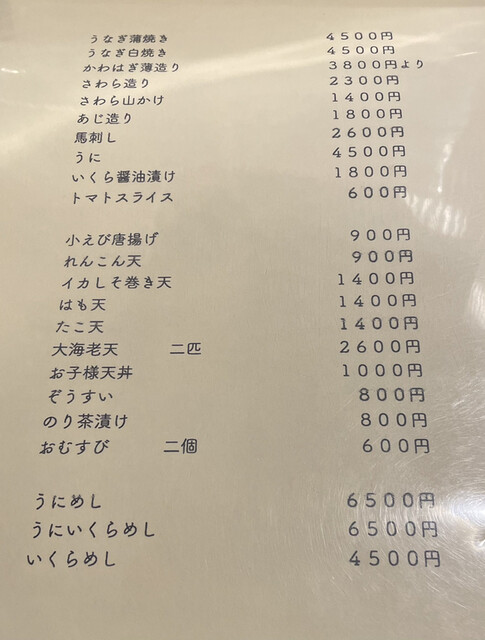 うなぎ蒲焼き 4500円
うなぎ白焼き 4500円
かわはぎ薄造り 3800円より
さわら造り 2300円
さわら山かけ 1400円
あじ造り 1800円
馬刺し 2600円
うに 4500円
いくら醤油漬け 1800円
トマトスライス 600円
小えび唐揚げ 900円
れんこん天 900円
イカしそ巻き天 1400円
はも天 1400円
たこ天 1400円
大海老天 二匹 2600円
お子様天丼 1000円
ぞうすい 800円
のり茶漬け 800円
おむすび 二個 600円
うにめし 6500円
うにいくらめし 6500円
いくらめし 4500円